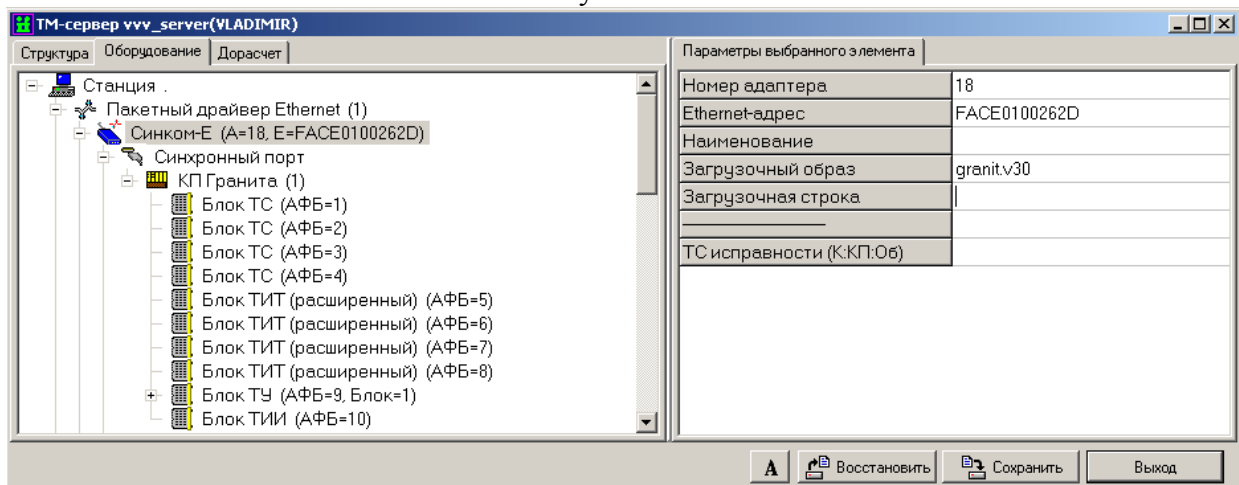 ТМ-сервер vvv_server(VLADIMIR)
Структура Оборудование Дорасчет
Станция .
Пакетный драйвер Ethernet (1)
Синком-Е (А=18, Е=FACE0100262D)
Синхронный порт
КП Гранита (1)
Блок ТС (АФБ=1)
Блок ТС (АФБ=2)
Блок ТС (АФБ=3)
Блок ТС (АФБ=4)
Блок ТИТ (расширенный) (АФБ=5)
Блок ТИТ (расширенный) (АФБ=6)
Блок ТИТ (расширенный) (АФБ=7)
Блок ТИТ (расширенный) (АФБ=8)
Блок ТУ (АФБ=9, Блок=1)
Блок ТИИ (АФБ=10)
Параметры выбранного элемента
Номер адаптера 18
Ethernet-адрес FACE0100262D
Наименование
Загрузочный образ granit.v30
Загрузочная строка
ТС исправности (К:КП:Об)
А Восстановить Сохранить Выход